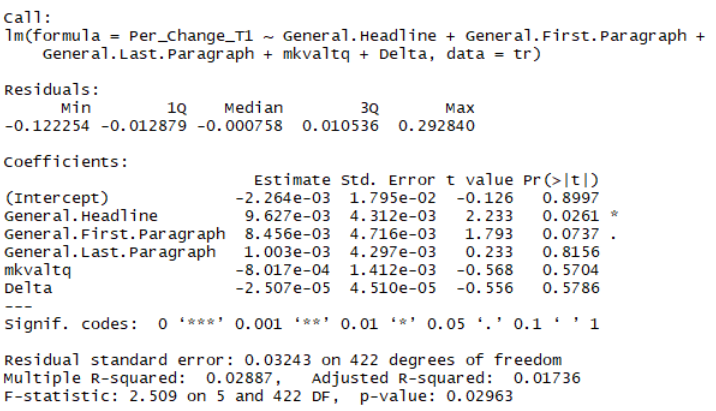 Call:
lm(formula = Per_Change_T1 ~ General.Headline + General.First.Paragraph +
    General.Last.Paragraph + mkvaltq + Delta, data = tr)

Residuals:
      Min        1Q    Median        3Q       Max
-0.122254 -0.012879 -0.000758  0.010536  0.292840

Coefficients:
                          Estimate Std. Error t value Pr(>|t|)
(Intercept)             -2.264e-03  1.795e-02  -0.126   0.8997
General.Headline         9.627e-03  4.312e-03   2.233   0.0261 *
General.First.Paragraph  8.456e-03  4.716e-03   1.793   0.0737 .
General.Last.Paragraph   1.003e-03  4.297e-03   0.233   0.8156
mkvaltq                 -8.017e-04  1.412e-03  -0.568   0.5704
Delta                   -2.507e-05  4.510e-05  -0.556   0.5786
---
Signif. codes:  0 ‘***’ 0.001 ‘**’ 0.01 ‘*’ 0.05 ‘.’ 0.1 ‘ ’ 1

Residual standard error: 0.03243 on 422 degrees of freedom
Multiple R-squared:  0.02887,   Adjusted R-squared:  0.01736
F-statistic: 2.509 on 5 and 422 DF,  p-value: 0.02963